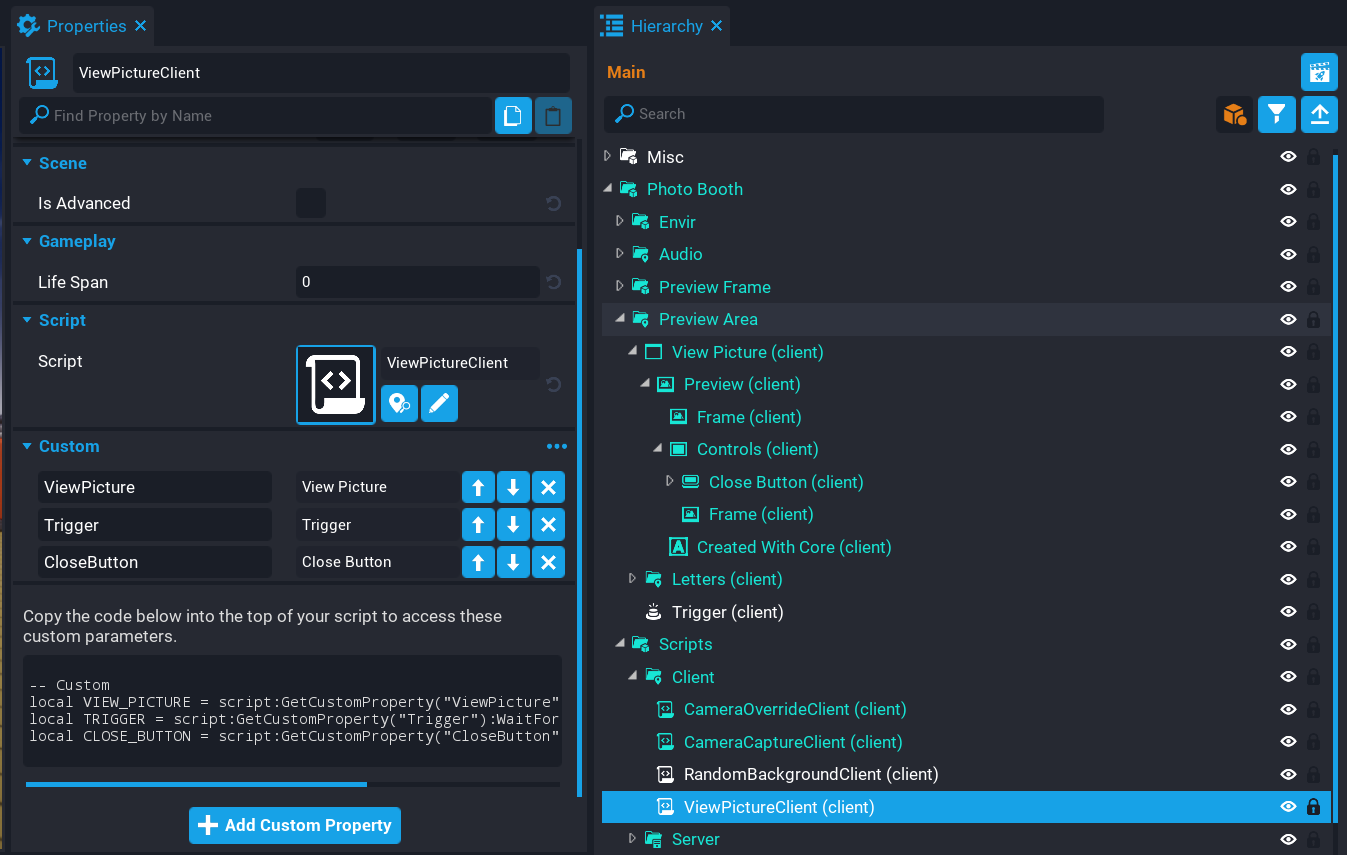 Properties
ViewPictureClient
Find Property by Name
Scene
Is Advanced
Gameplay
Life Span
0
Script
Script
ViewPictureClient
Custom
ViewPicture
View Picture
Trigger
Trigger
CloseButton
Close Button
Copy the code below into the top of your script to access these
custom parameters.
-- Custom
local VIEW_PICTURE = script:GetCustomProperty("ViewPicture"
local TRIGGER = script:GetCustomProperty("Trigger"):WaitFor
local CLOSE_BUTTON = script:GetCustomProperty("CloseButton"
Add Custom Property
Hierarchy
Main
Search
Misc
Photo Booth
Envir
Audio
Preview Frame
Preview Area
View Picture (client)
Preview (client)
Frame (client)
Controls (client)
Close Button (client)
Frame (client)
Created With Core (client)
Letters (client)
Trigger (client)
Scripts
Client
CameraOverrideClient (client)
CameraCaptureClient (client)
RandomBackgroundClient (client)
ViewPictureClient (client)
Server